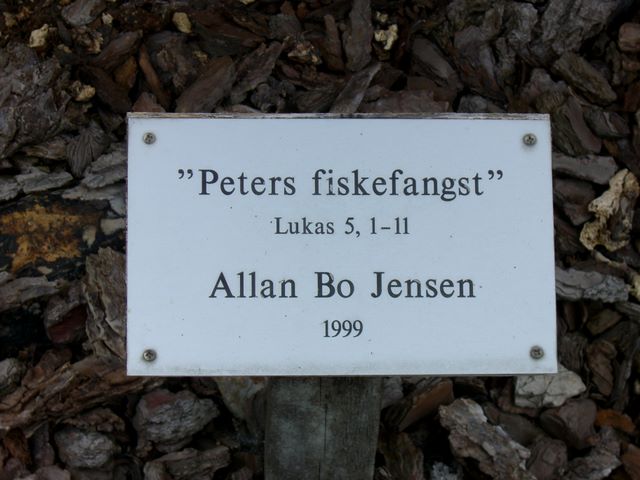 ”Peters fiskefangst”
Lukas 5, 1-11
Allan Bo Jensen
1999